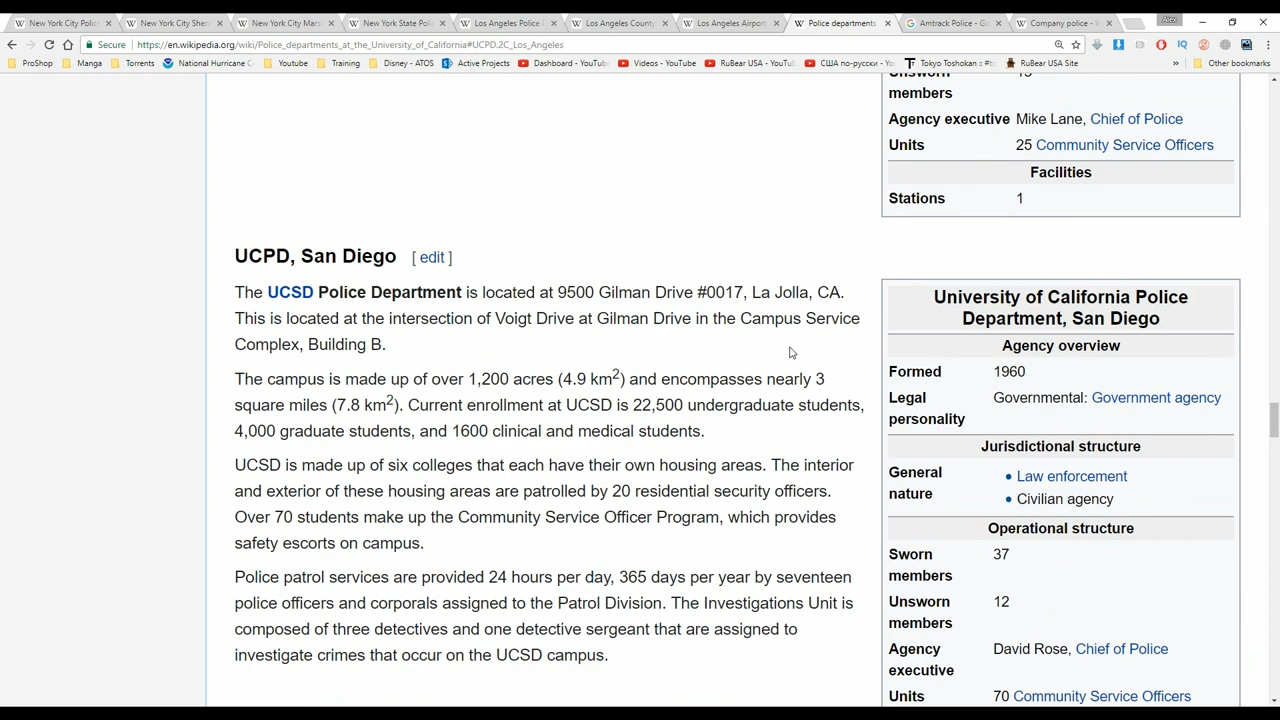 New York City Polic
New York City Sher
New York City Mars
New York State Poli
Los Angeles Police
Los Angeles County
Los Angeles Airport
Police departments
Amtrack Police - Go
Company police - W
Alex
Secure
https://en.wikipedia.org/wiki/Police_departments_at_the_University_of_California#UCPD.2C_Los_Angeles
ProShop
Manga
Torrents
National Hurricane C
Youtube
Training
Disney - ATOS
Active Projects
Dashboard - YouTub
Videos - YouTube
RuBear USA - YouTu
США по-русски - Yo
Tokyo Toshokan :: #t
RuBear USA Site
»
Other bookmarks
Unsworn
members
15
Agency executive Mike Lane, Chief of Police
Units 25 Community Service Officers
Facilities
Stations 1
UCPD, San Diego [ edit ]
The UCSD Police Department is located at 9500 Gilman Drive #0017, La Jolla, CA.
This is located at the intersection of Voigt Drive at Gilman Drive in the Campus Service
Complex, Building B.
The campus is made up of over 1,200 acres (4.9 km2) and encompasses nearly 3
square miles (7.8 km2). Current enrollment at UCSD is 22,500 undergraduate students,
4,000 graduate students, and 1600 clinical and medical students.
UCSD is made up of six colleges that each have their own housing areas. The interior
and exterior of these housing areas are patrolled by 20 residential security officers.
Over 70 students make up the Community Service Officer Program, which provides
safety escorts on campus.
Police patrol services are provided 24 hours per day, 365 days per year by seventeen
police officers and corporals assigned to the Patrol Division. The Investigations Unit is
composed of three detectives and one detective sergeant that are assigned to
investigate crimes that occur on the UCSD campus.
University of California Police
Department, San Diego
Agency overview
Formed 1960
Legal Governmental: Government agency
personality
Jurisdictional structure
General • Law enforcement
nature • Civilian agency
Operational structure
Sworn 37
members
Unsworn 12
members
Agency David Rose, Chief of Police
executive
Units 70 Community Service Officers